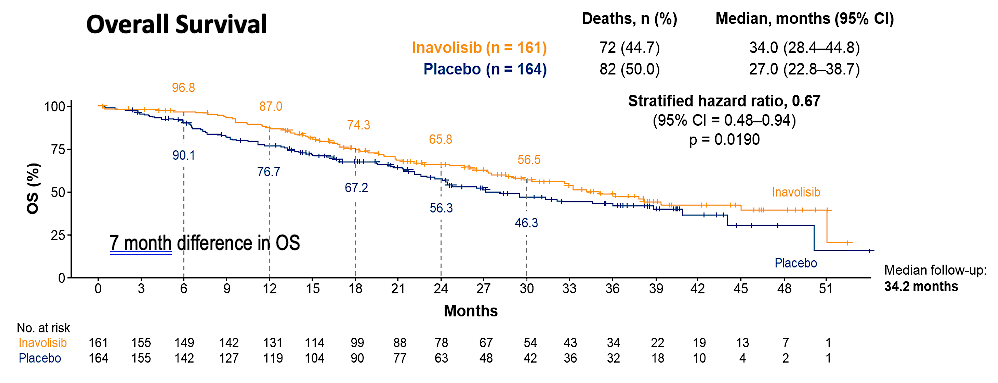 Overall Survival
Deaths, n (%) Median, months (95% CI)
Inavolisib (n = 161) 72 (44.7) 34.0 (28.4–44.8)
Placebo (n = 164) 82 (50.0) 27.0 (22.8–38.7)
Stratified hazard ratio, 0.67
(95% CI = 0.48–0.94)
p = 0.0190
OS (%)
100
75
50
25
0
96.8 87.0 74.3 65.8 56.5
90.1 76.7 67.2 56.3 46.3
Inavolisib
Placebo
7 month difference in OS
0 3 6 9 12 15 18 21 24 27 30 33 36 39 42 45 48 51
Months
Median follow-up:
34.2 months
No. at risk
Inavolisib 161 155 149 142 131 114 99 88 78 67 54 43 34 22 19 13 7 1
Placebo 164 155 142 127 119 104 90 77 63 48 42 36 32 18 10 4 2 1